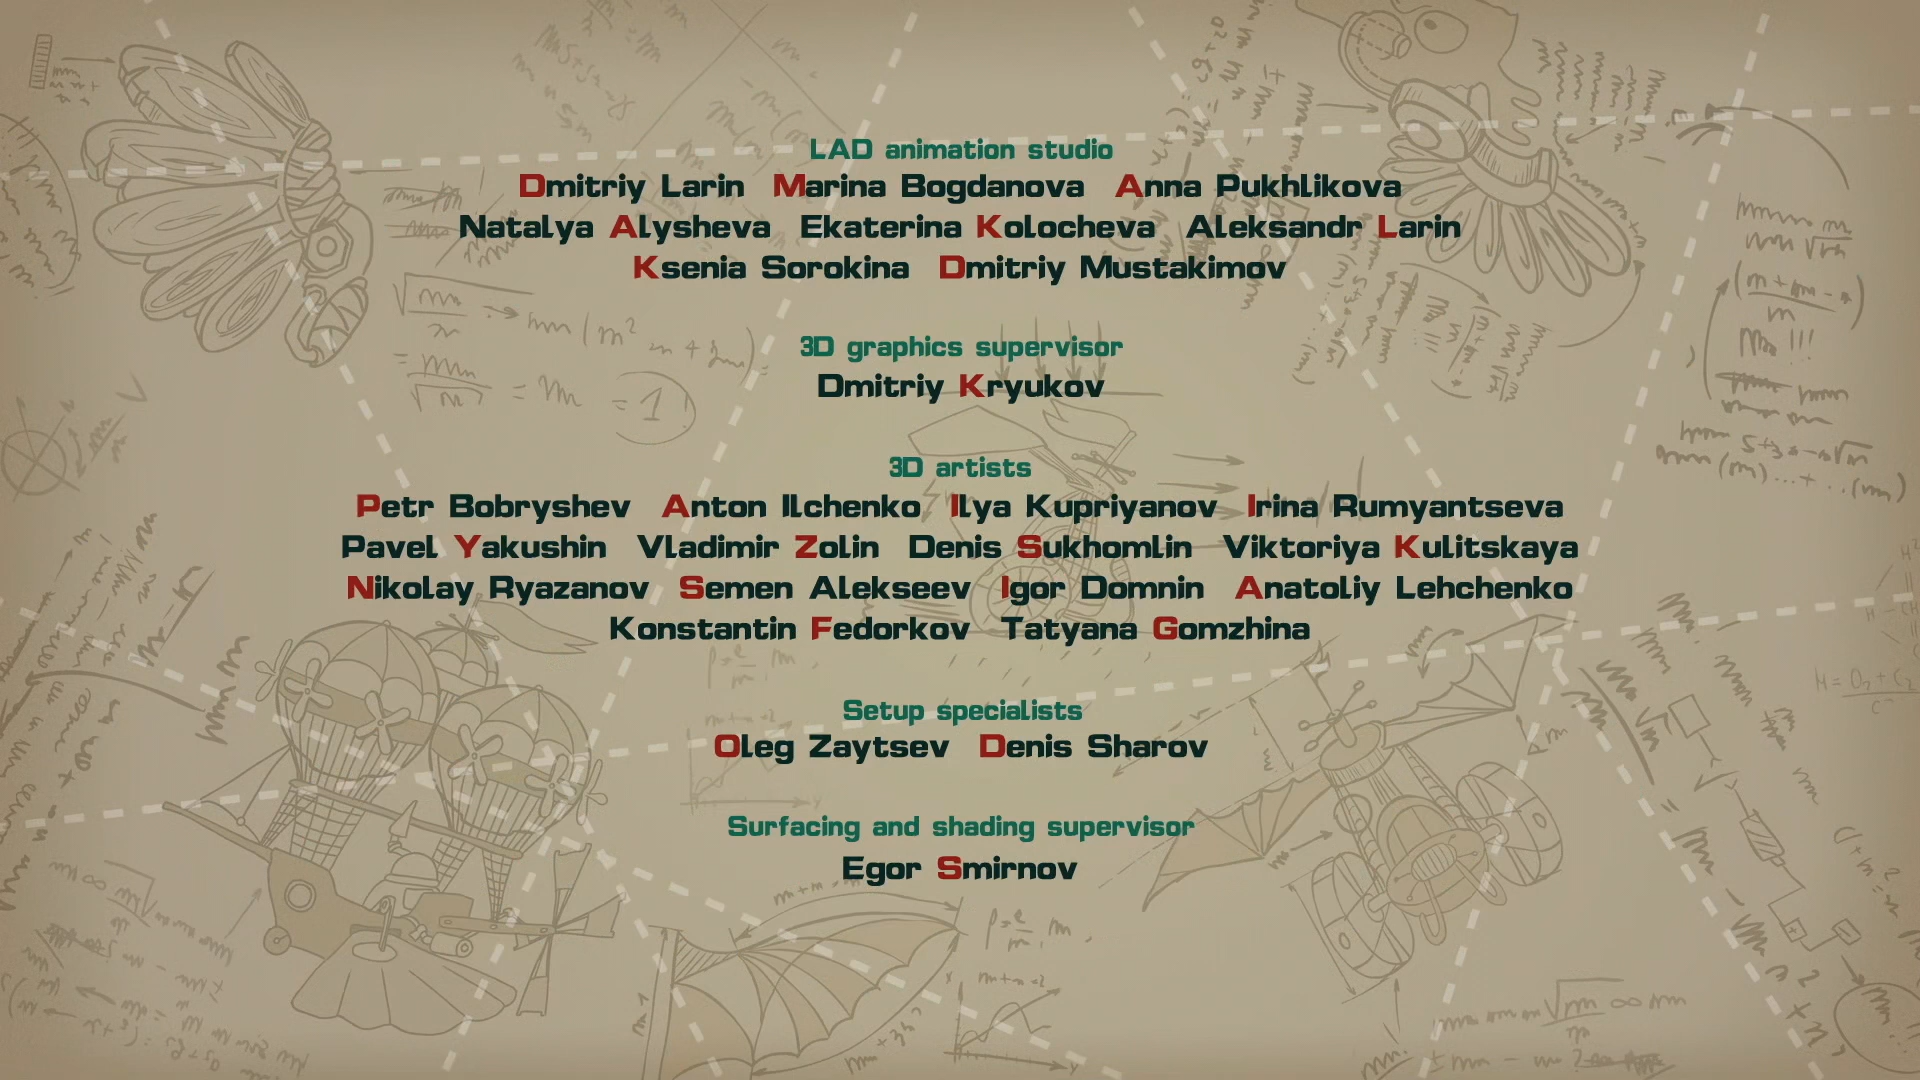 LAD animation studio
Dmitriy Larin Marina Bogdanova Anna Pukhlikova
Natalya Alysheva Ekaterina Kolocheva Aleksandr Larin
Ksenia Sorokina Dmitriy Mustakimov
3D graphics supervisor
Dmitriy Kryukov
3D artists
Petr Bobryshev Anton Ilchenko Ilya Kupriyanov Irina Rumyantseva
Pavel Yakushin Vladimir Zolin Denis Sukhomlin Viktoriya Kulitskaya
Nikolay Ryazanov Semen Alekseev Igor Domnin Anatoliy Lehchenko
Konstantin Fedorkov Tatyana Gomzhina
Setup specialists
Oleg Zaytsev Denis Sharov
Surfacing and shading supervisor
Egor Smirnov